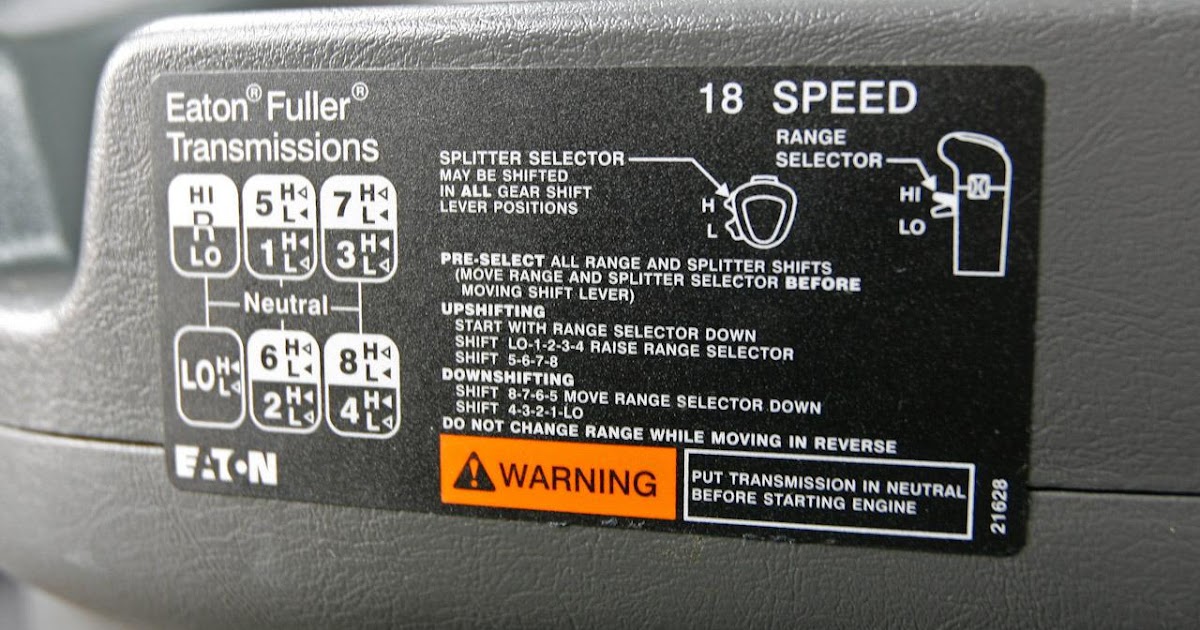 Eaton® Fuller®
Transmissions
HI
R
LO
5 H L
1 H L
7 H L
3 H L
Neutral
LO H L
6 H L
2 H L
8 H L
4 H L
EATON
18 SPEED
SPLITTER SELECTOR
MAY BE SHIFTED
IN ALL GEAR SHIFT
LEVER POSITIONS
H
L
RANGE
SELECTOR
HI
LO
PRE-SELECT ALL RANGE AND SPLITTER SHIFTS
(MOVE RANGE AND SPLITTER SELECTOR BEFORE
MOVING SHIFT LEVER)
UPSHIFTING
START WITH RANGE SELECTOR DOWN
SHIFT LO-1-2-3-4 RAISE RANGE SELECTOR
SHIFT 5-6-7-8
DOWNSHIFTING
SHIFT 8-7-6-5 MOVE RANGE SELECTOR DOWN
SHIFT 4-3-2-1-LO
DO NOT CHANGE RANGE WHILE MOVING IN REVERSE
WARNING
PUT TRANSMISSION IN NEUTRAL
BEFORE STARTING ENGINE
21628